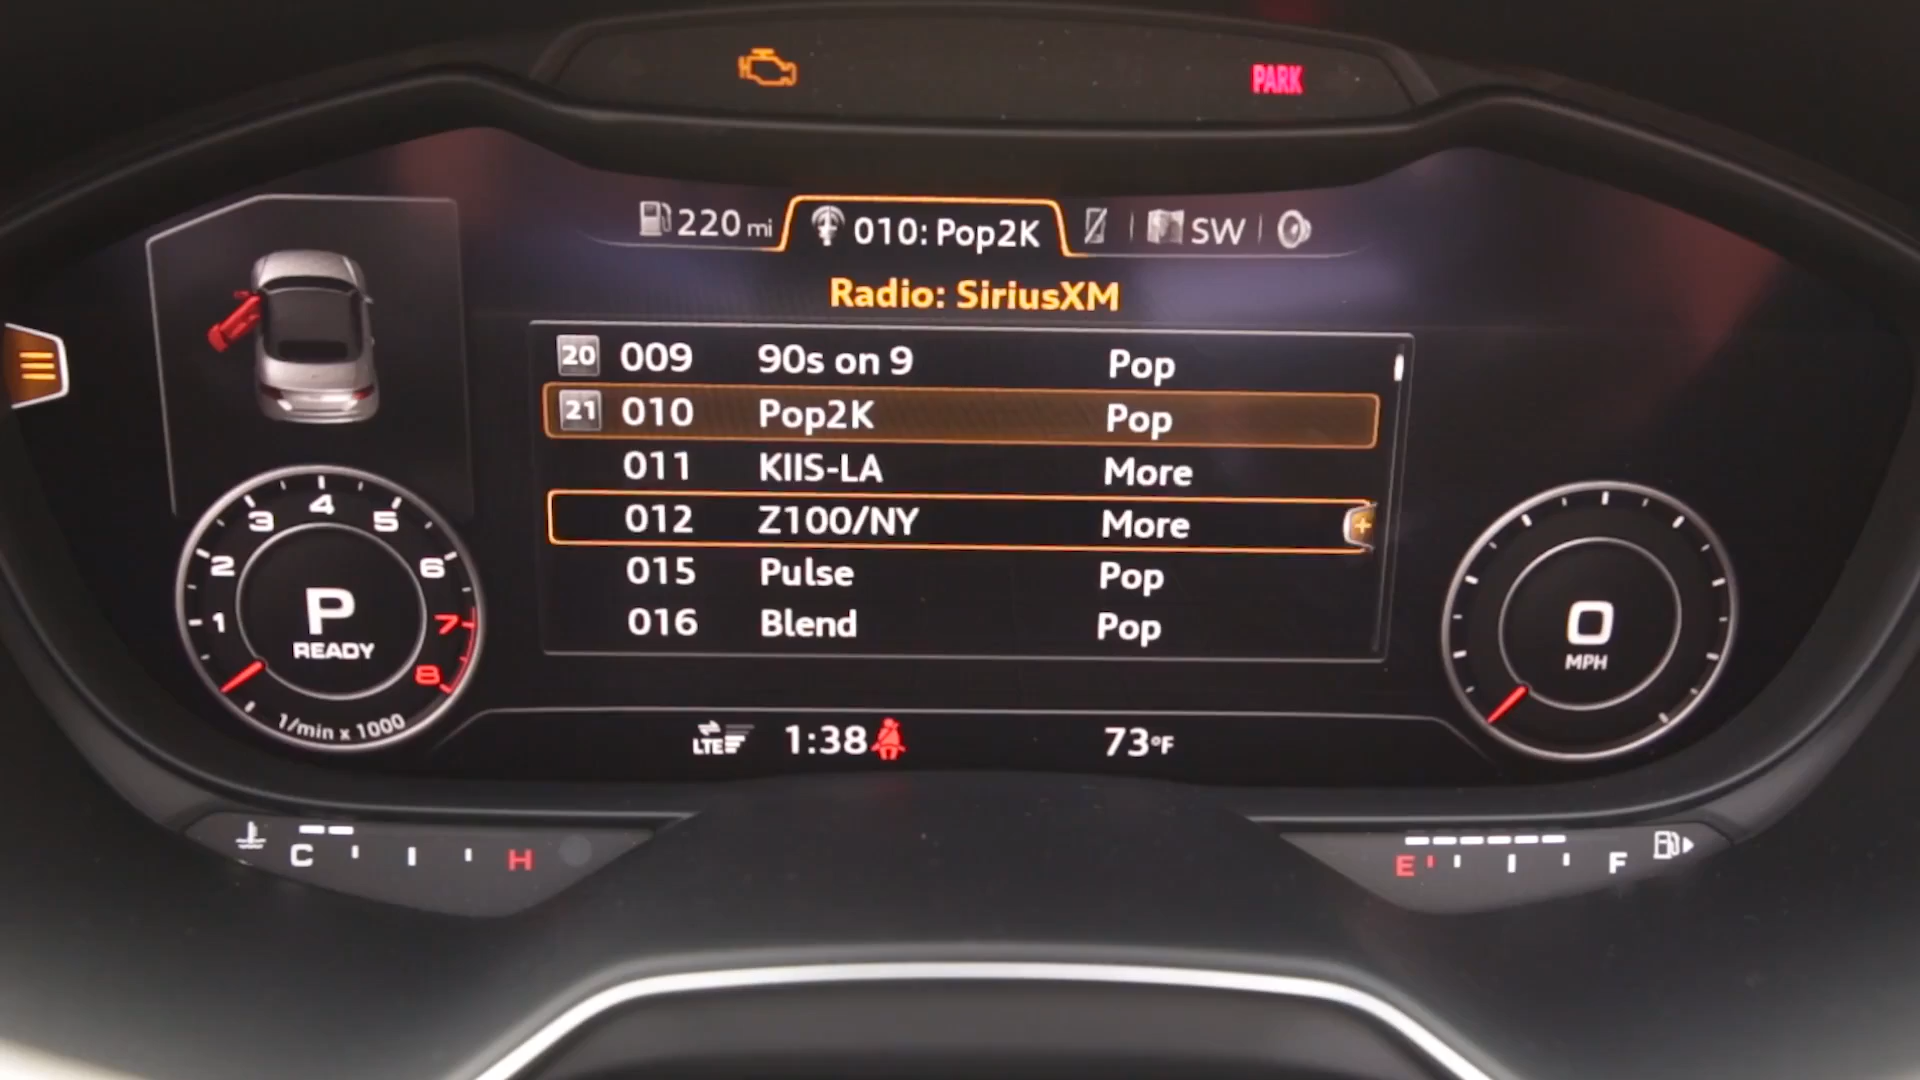 PARK
220 mi
010: Pop2K
SW
Radio: SiriusXM
20 009 90s on 9 Pop
21 010 Pop2K Pop
011 KIIS-LA More
012 Z100/NY More
+
015 Pulse Pop
016 Blend Pop
1 2 3 4 5 6 7 8
P
READY
1/min x 1000
0
MPH
LTE 1:38 73°F
C H
E F